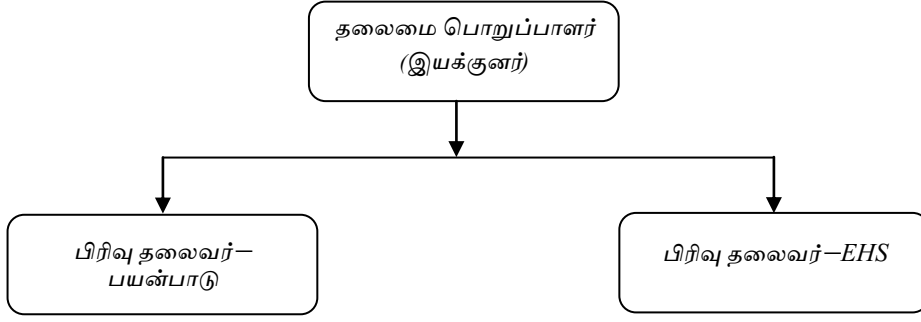 தலைமை பொறுப்பாளர்
(இயக்குனர்)
பிரிவு தலைவர்—
பயன்பாடு
பிரிவு தலைவர்—EHS